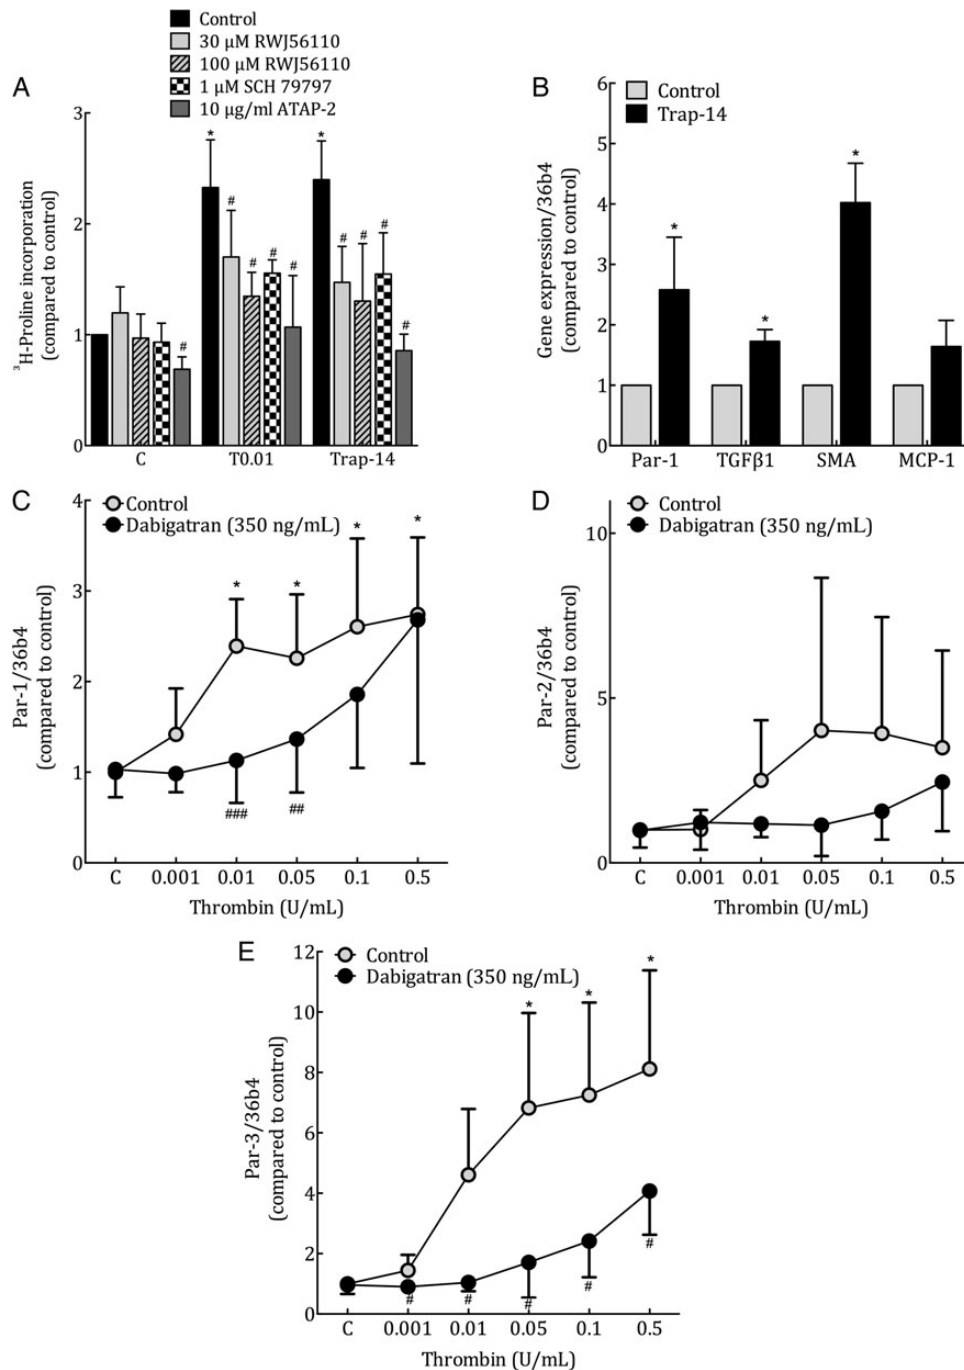 Control
30 μM RWJ56110
100 μM RWJ56110
1 μM SCH 79797
10 μg/ml ATAP-2
A
³H-Proline incorporation
(compared to control)
3
2
1
0
*
#
#
#
#
#
*
#
#
#
#
C
T0.01
Trap-14
B
Control
Trap-14
Gene expression/36b4
(compared to control)
6
5
4
3
2
1
0
*
*
*
Par-1
TGFβ1
SMA
MCP-1
C
Control
Dabigatran (350 ng/mL)
Par-1/36b4
(compared to control)
4
3
2
1
0
*
*
*
*
###
##
C
0.001
0.01
0.05
0.1
0.5
Thrombin (U/mL)
D
Control
Dabigatran (350 ng/mL)
Par-2/36b4
(compared to control)
10
5
0
C
0.001
0.01
0.05
0.1
0.5
Thrombin (U/mL)
E
Control
Dabigatran (350 ng/mL)
Par-3/36b4
(compared to control)
12
10
8
6
4
2
0
*
*
*
#
#
#
#
#
C
0.001
0.01
0.05
0.1
0.5
Thrombin (U/mL)